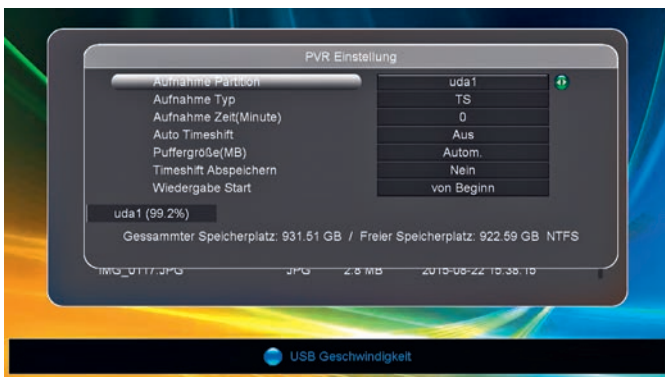 PVR Einstellung
Aufnahme Partition uda1
Aufnahme Typ TS
Aufnahme Zeit(Minute) 0
Auto Timeshift Aus
Puffergröße(MB) Autom.
Timeshift Abspeichern Nein
Wiedergabe Start von Beginn
uda1 (99.2%)
Gessammter Speicherplatz: 931.51 GB / Freier Speicherplatz: 922.59 GB NTFS
IMG_0117.JPG JPG 2.8 MB 2015-08-22 15:38:15
USB Geschwindigkeit